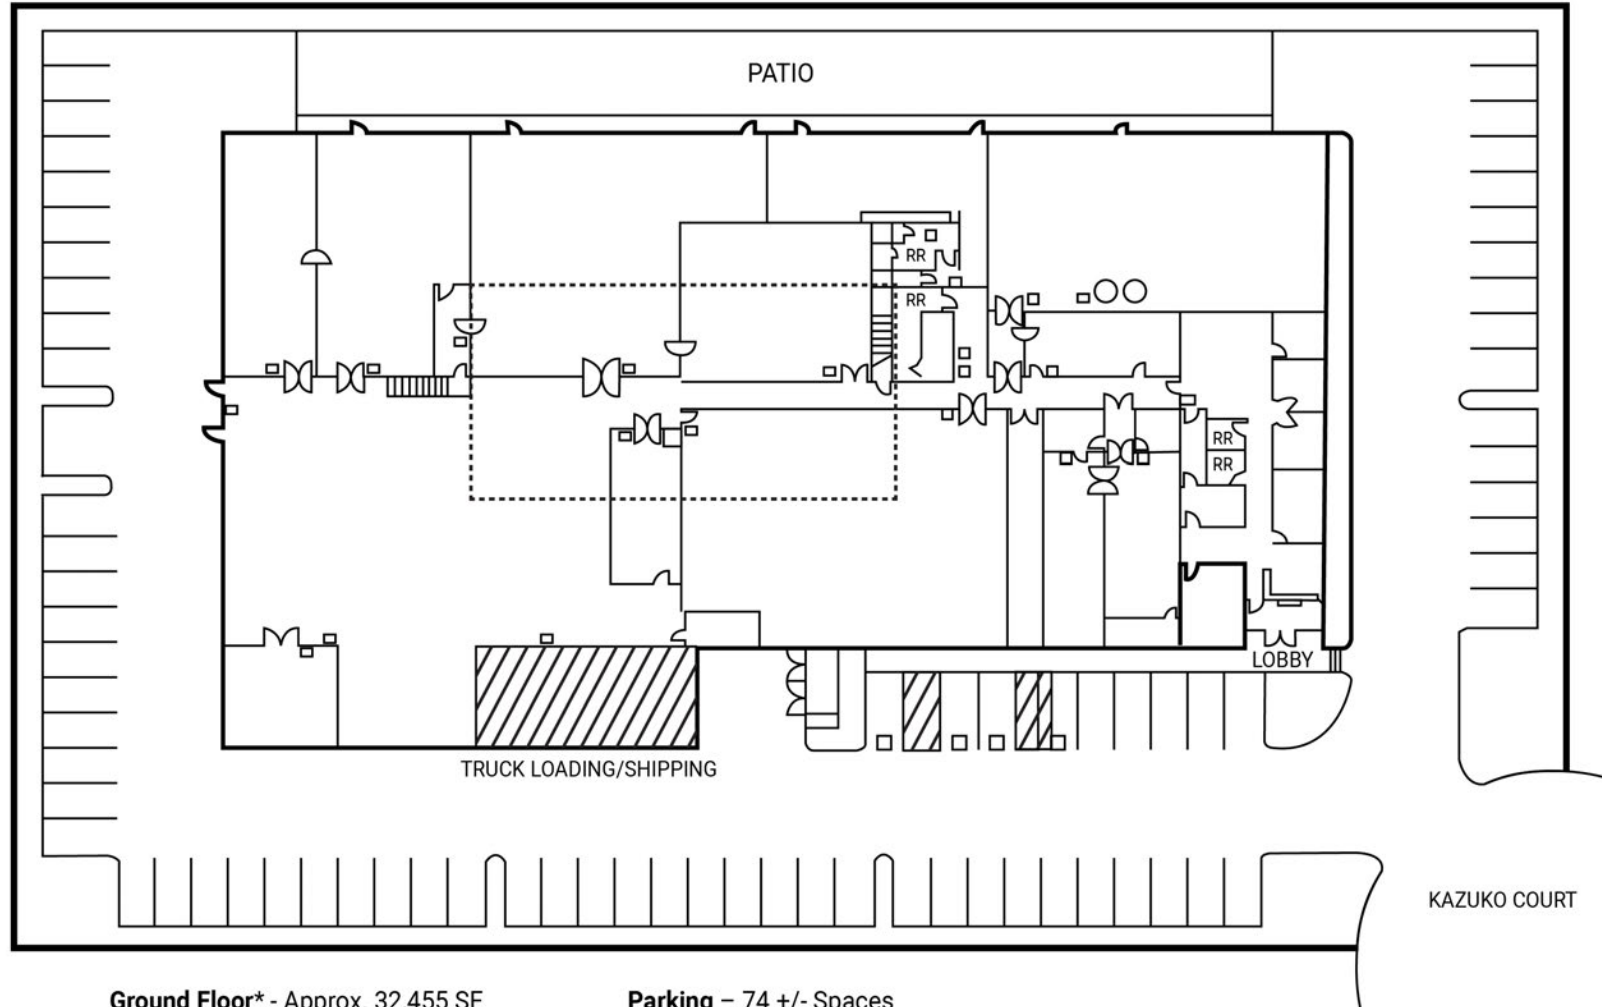 PATIO
RR
RR
RR
RR
LOBBY
TRUCK LOADING/SHIPPING
KAZUKO COURT
Ground Floor* - Approx. 32,455 SF
Parking – 74 +/- Spaces